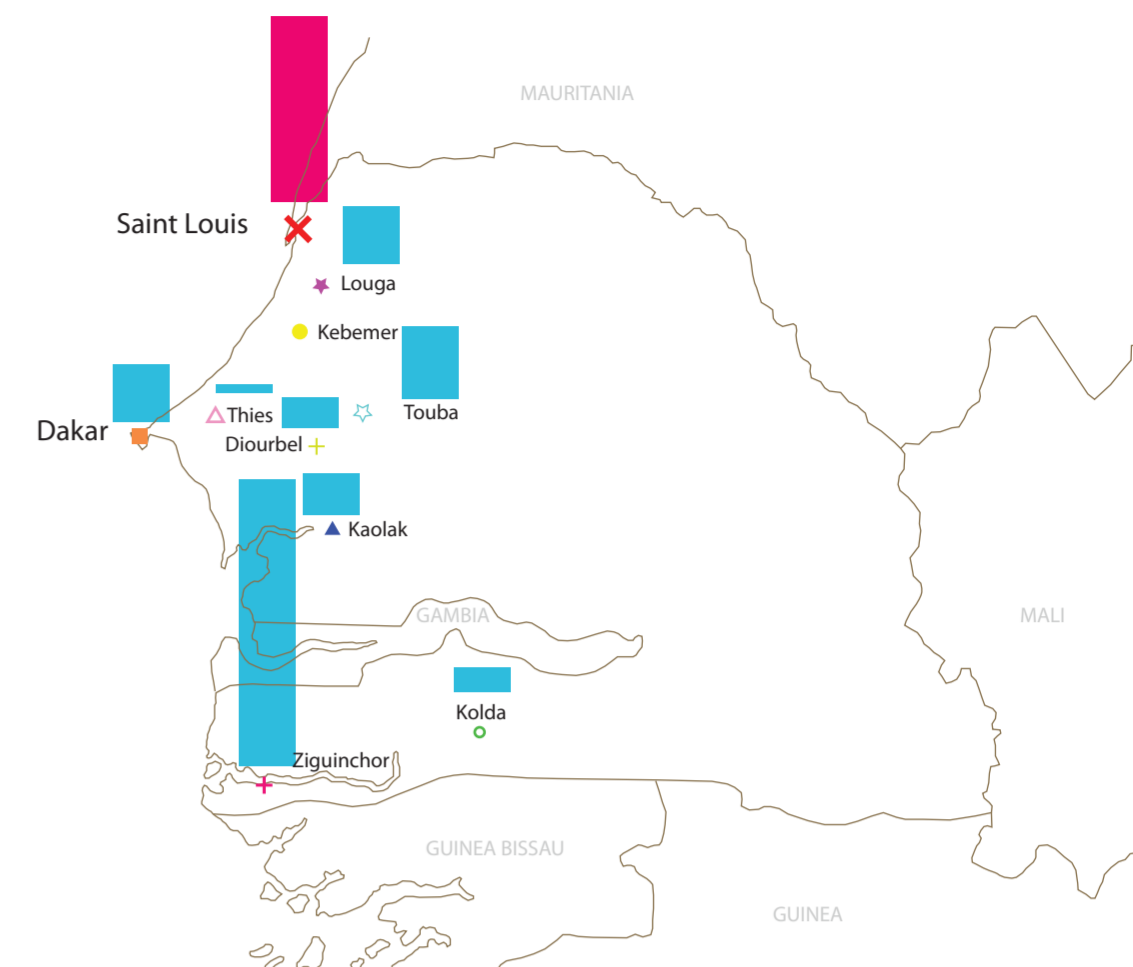 MAURITANIA
Saint Louis
Louga
Kebemer
Touba
Thies
Dakar
Diourbel
Kaolak
GAMBIA
MALI
Kolda
Ziguinchor
GUINEA BISSAU
GUINEA